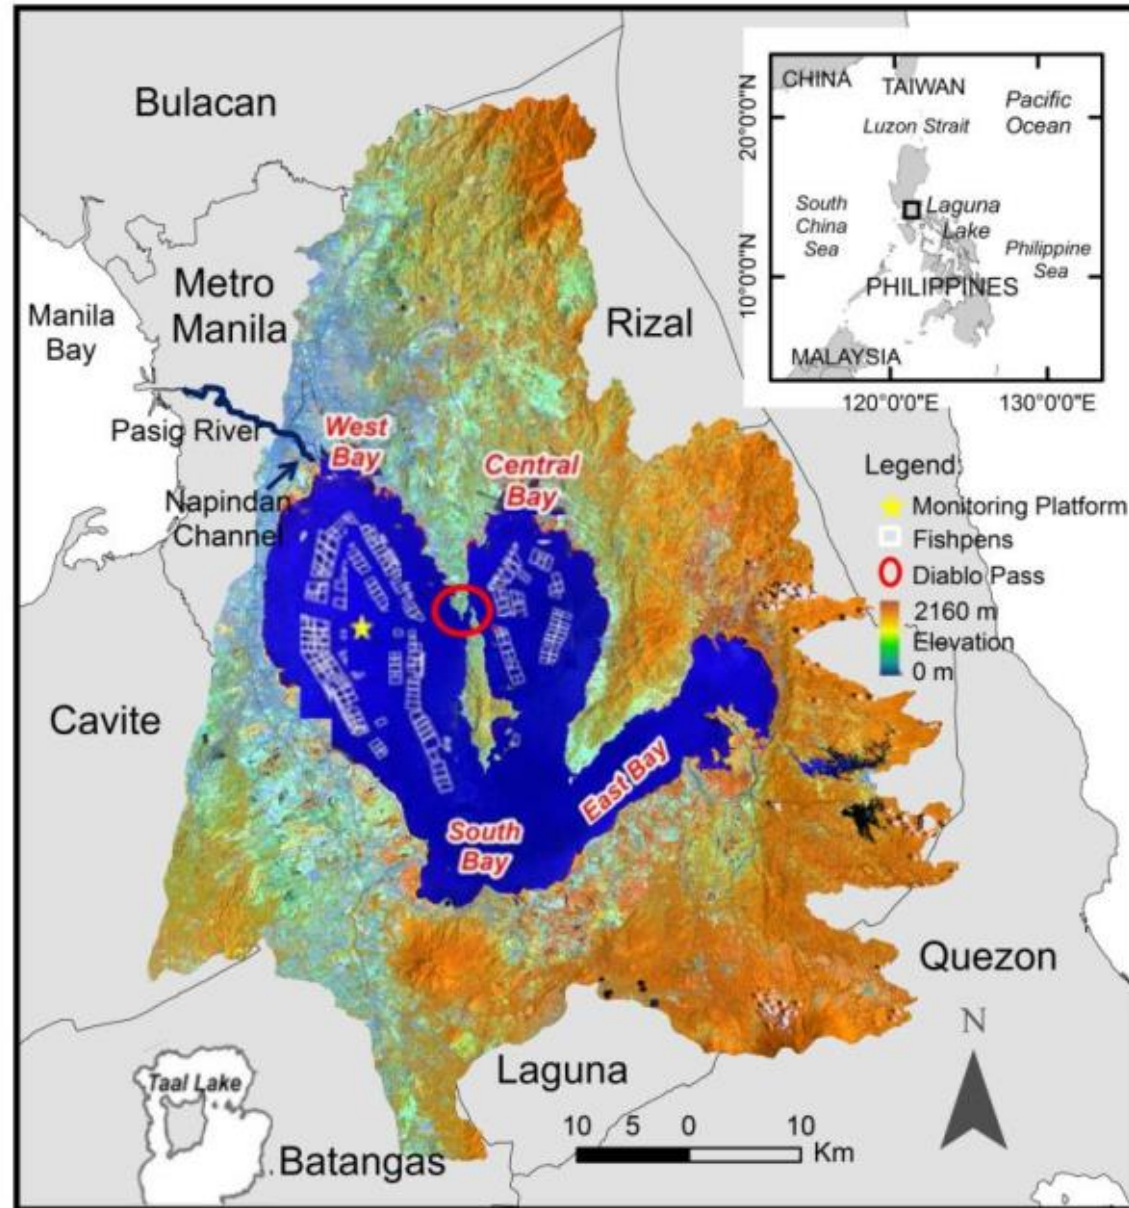 Bulacan
CHINA
TAIWAN
Pacific
Ocean
Luzon Strait
20°0'0"N
South
China
Sea
Laguna
Lake
Philippine
Sea
10°0'0"N
PHILIPPINES
MALAYSIA
120°0'0"E
130°0'0"E
Metro
Manila
Manila
Bay
Rizal
Pasig River
West
Bay
Central
Bay
Napindan
Channel
Legend
Monitoring Platform
Fishpens
Diablo Pass
2160 m
Elevation
0 m
Cavite
East Bay
South
Bay
Quezon
N
Laguna
Taal Lake
10 5 0 10
Km
Batangas